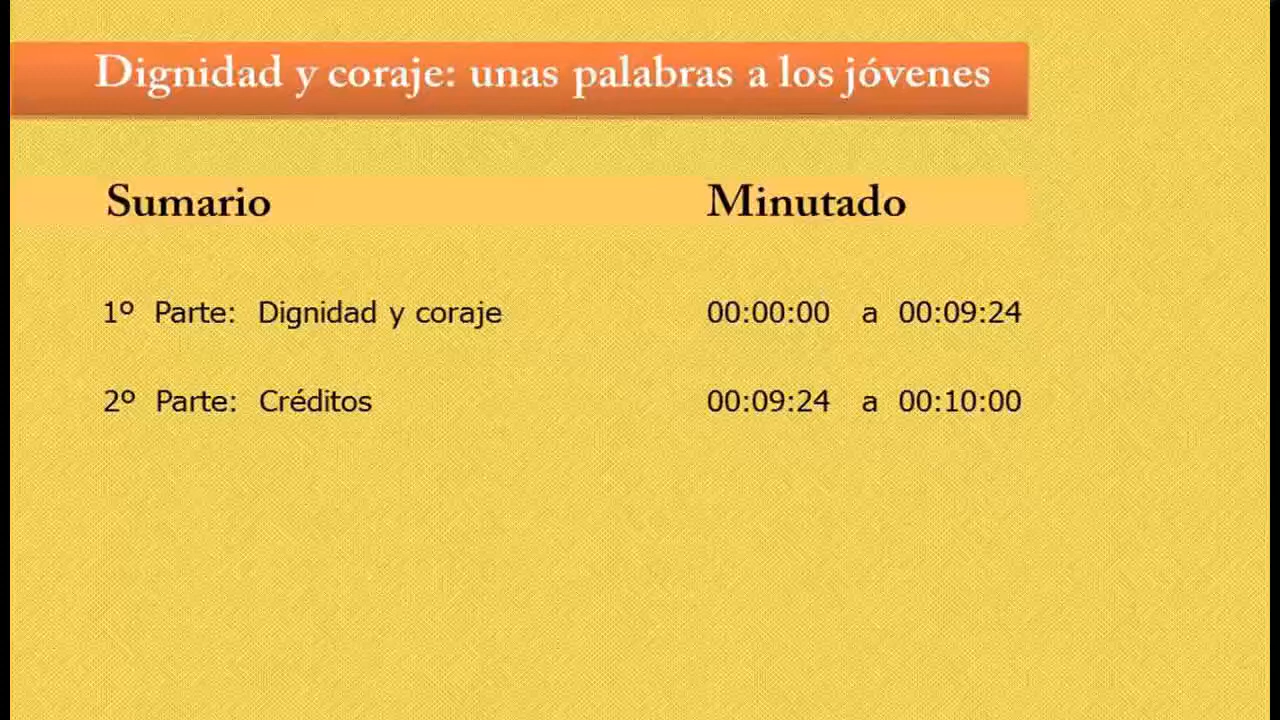 Dignidad y coraje: unas palabras a los jóvenes
Sumario Minutado
1º Parte: Dignidad y coraje 00:00:00 a 00:09:24
2º Parte: Créditos 00:09:24 a 00:10:00